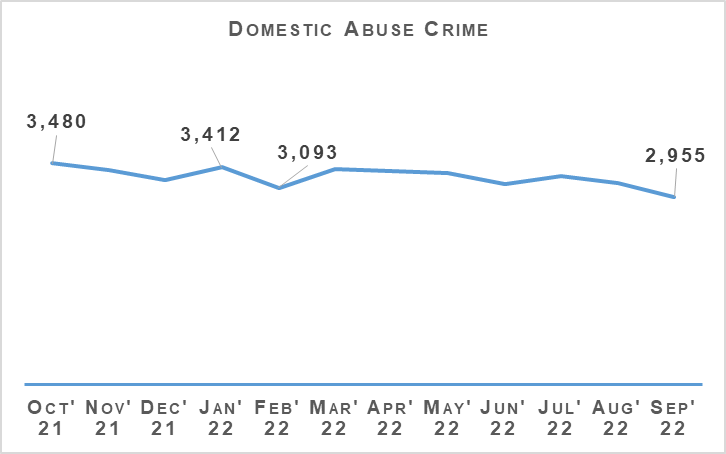 DOMESTIC ABUSE CRIME
3,480
3,412
3,093
2,955
OCT' NOV' DEC' JAN' FEB' MAR' APR' MAY' JUN' JUL' AUG' SEP'
21 21 21 22 22 22 22 22 22 22 22 22